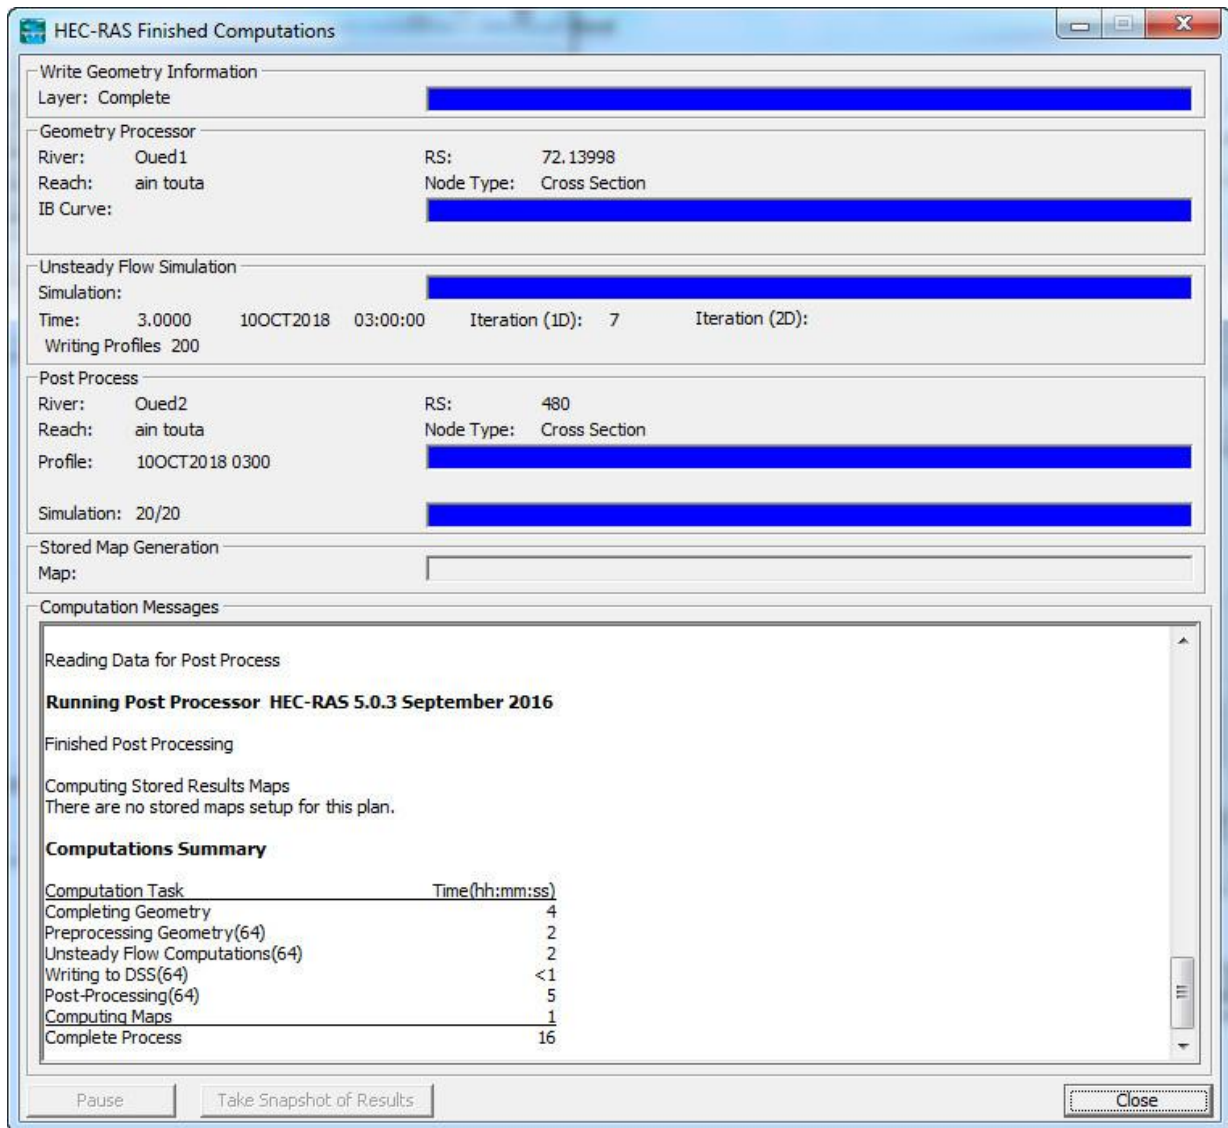 HEC-RAS Finished Computations
Write Geometry Information
Layer: Complete
Geometry Processor
River: Oued1 RS: 72.13998
Reach: ain touta Node Type: Cross Section
IB Curve:
Unsteady Flow Simulation
Simulation:
Time: 3.0000 10OCT2018 03:00:00 Iteration (1D): 7 Iteration (2D):
Writing Profiles 200
Post Process
River: Oued2 RS: 480
Reach: ain touta Node Type: Cross Section
Profile: 10OCT2018 0300
Simulation: 20/20
Stored Map Generation
Map:
Computation Messages
Reading Data for Post Process
Running Post Processor HEC-RAS 5.0.3 September 2016
Finished Post Processing
Computing Stored Results Maps
There are no stored maps setup for this plan.
Computations Summary
Computation Task Time(hh:mm:ss)
Completing Geometry 4
Preprocessing Geometry(64) 2
Unsteady Flow Computations(64) 2
Writing to DSS(64) <1
Post-Processing(64) 5
Computing Maps 1
Complete Process 16
Pause Take Snapshot of Results Close